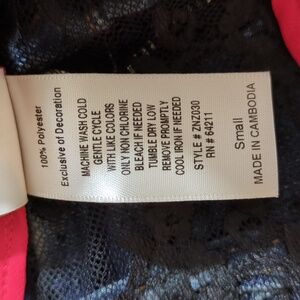 100% Polyester
Exclusive of Decoration
MACHINE WASH COLD
GENTLE CYCLE
WITH LIKE COLORS
ONLY NON CHLORINE
BLEACH IF NEEDED
TUMBLE DRY LOW
REMOVE PROMPTLY
COOL IRON IF NEEDED
STYLE # ZNZ030
RN # 64211
Small
MADE IN CAMBODIA